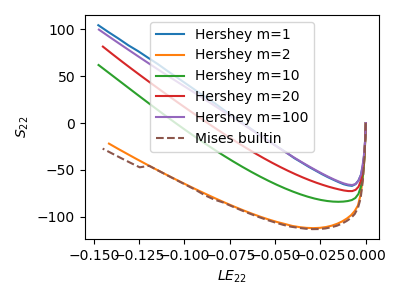 100
50
0
−50
−100
S22
Hershey m=1
Hershey m=2
Hershey m=10
Hershey m=20
Hershey m=100
Mises builtin
−0.150 −0.125 −0.100 −0.075 −0.050 −0.025 0.000
LE22